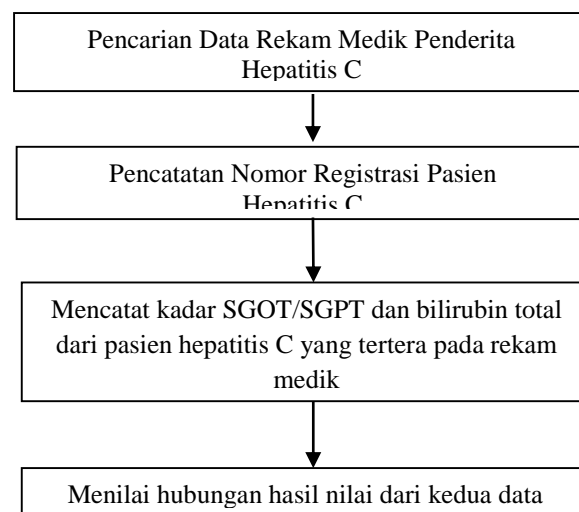 Pencarian Data Rekam Medik Penderita
Hepatitis C
Pencatatan Nomor Registrasi Pasien
Hepatitis C
Mencatat kadar SGOT/SGPT dan bilirubin total
dari pasien hepatitis C yang tertera pada rekam
medik
Menilai hubungan hasil nilai dari kedua data